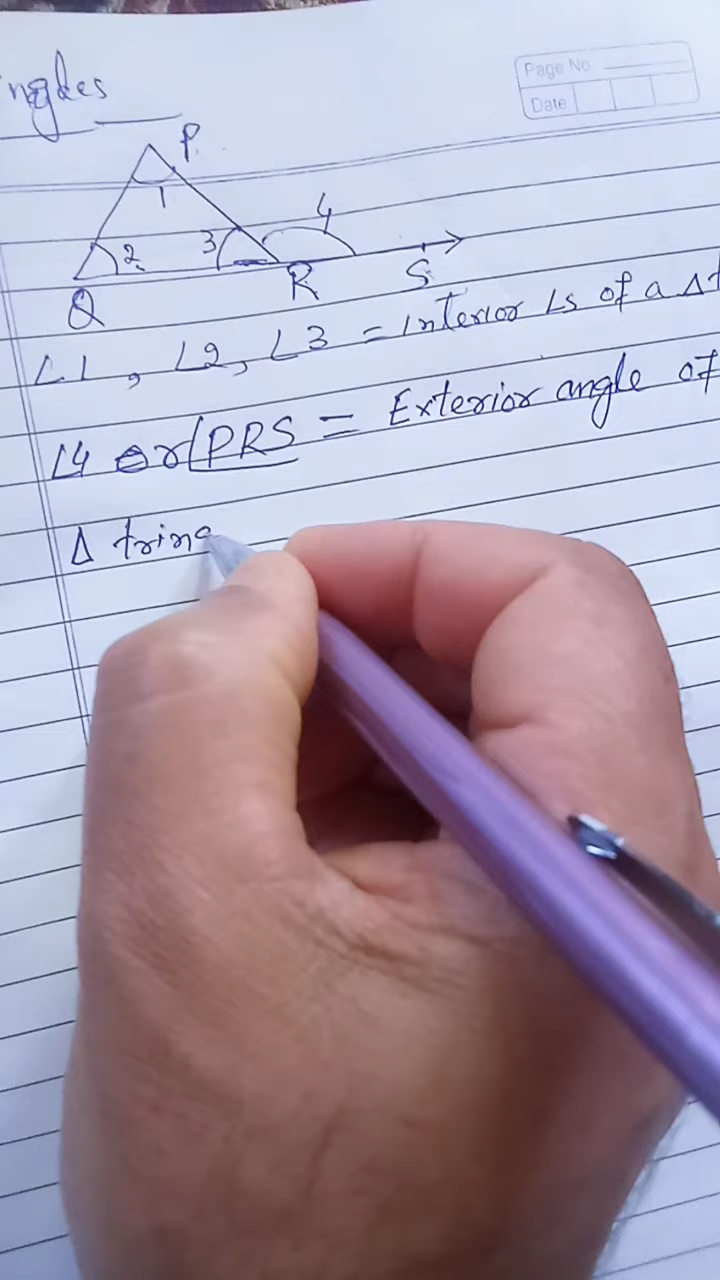 ngles
Page No.
Date
P
1
2
3
4
Q
R
S
∠1, ∠2, ∠3 = Interior ∠s of a Δ
∠4 or ∠PRS = Exterior angle of
Δ tring